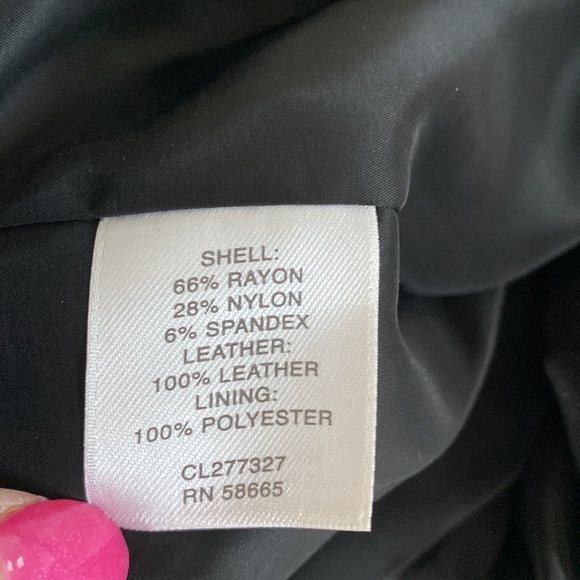 SHELL:
66% RAYON
28% NYLON
6% SPANDEX
LEATHER:
100% LEATHER
LINING:
100% POLYESTER
CL277327
RN 58665